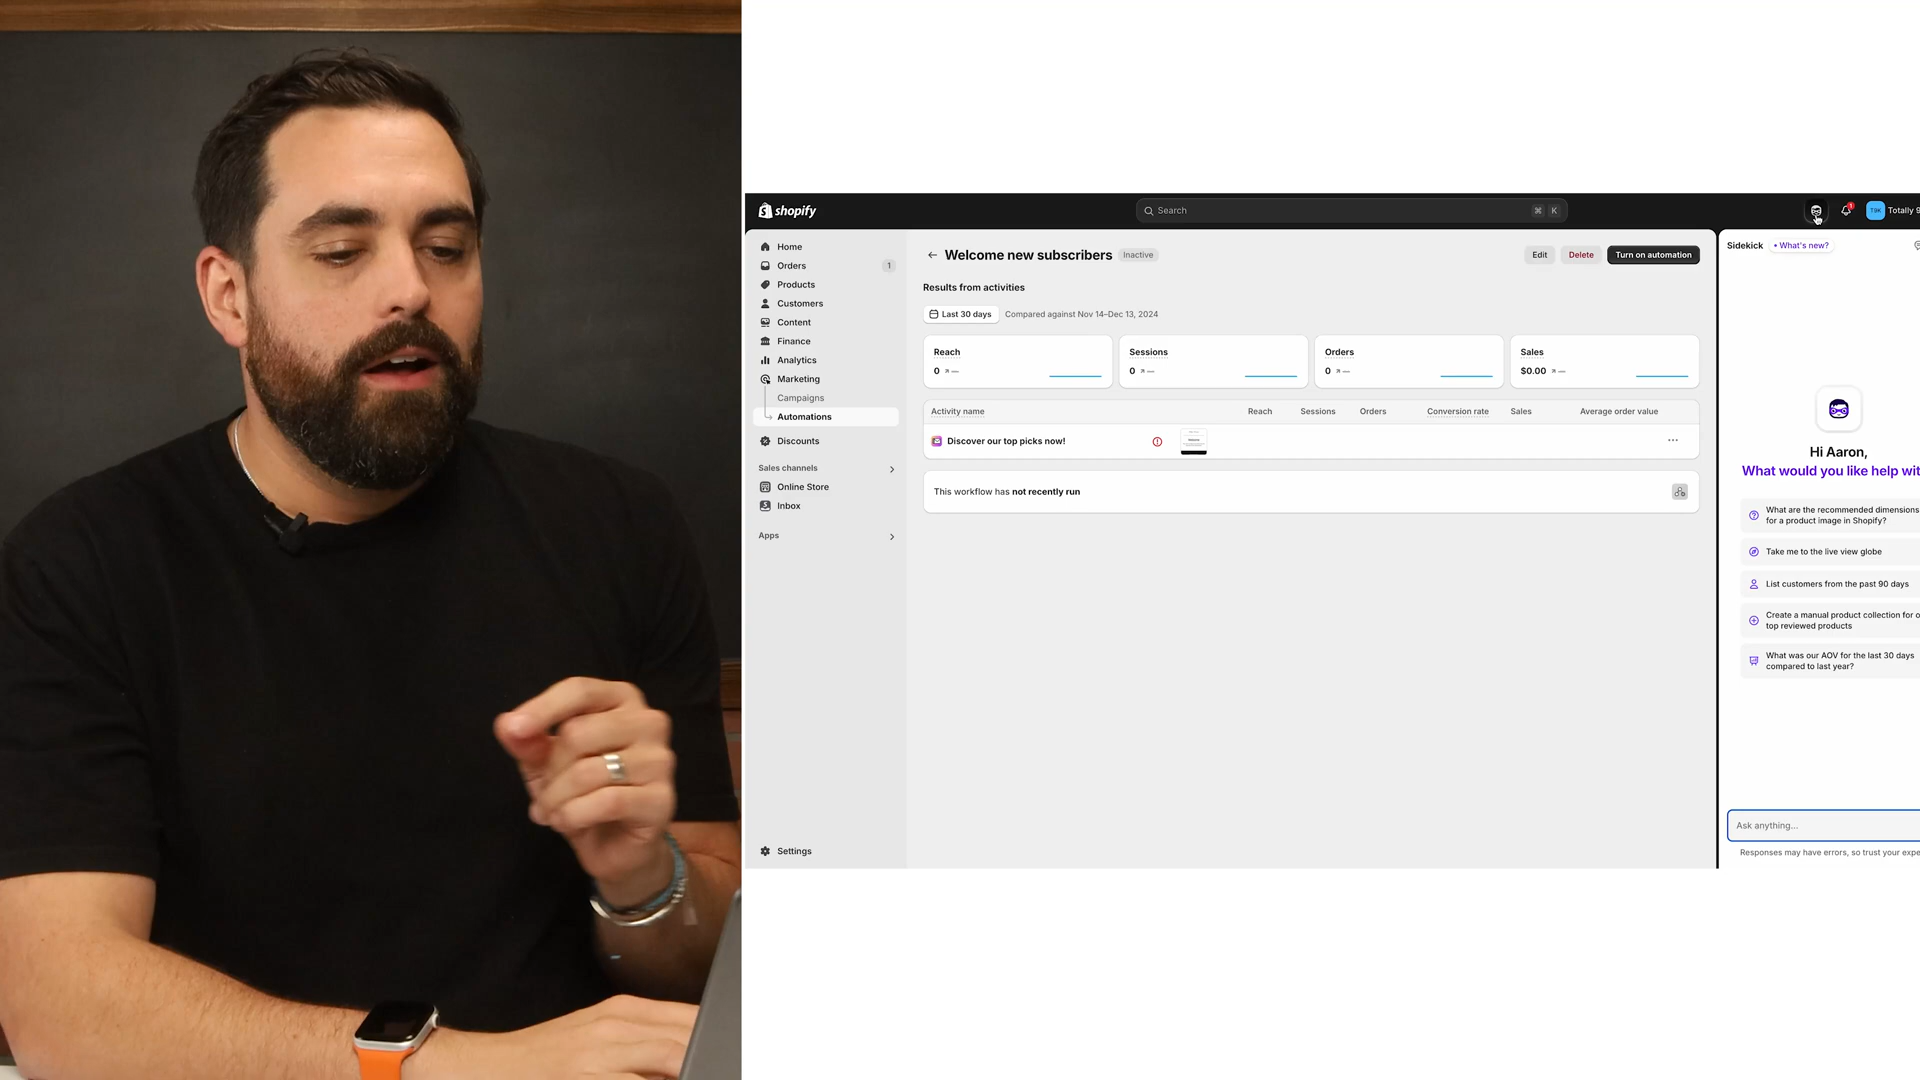 shopify
Search
⌘ K
Totally 9
Home
Orders 1
Products
Customers
Content
Finance
Analytics
Marketing
Campaigns
Automations
Discounts
Sales channels
Online Store
Inbox
Apps
Settings
Welcome new subscribers Inactive
Edit Delete Turn on automation
Results from activities
Last 30 days Compared against Nov 14–Dec 13, 2024
Reach Sessions Orders Sales
0 0 0 $0.00
Activity name Reach Sessions Orders Conversion rate Sales Average order value
Discover our top picks now!
This workflow has not recently run
Sidekick • What's new?
Hi Aaron,
What would you like help wit
What are the recommended dimensions
for a product image in Shopify?
Take me to the live view globe
List customers from the past 90 days
Create a manual product collection for o
top reviewed products
What was our AOV for the last 30 days
compared to last year?
Ask anything...
Responses may have errors, so trust your expe